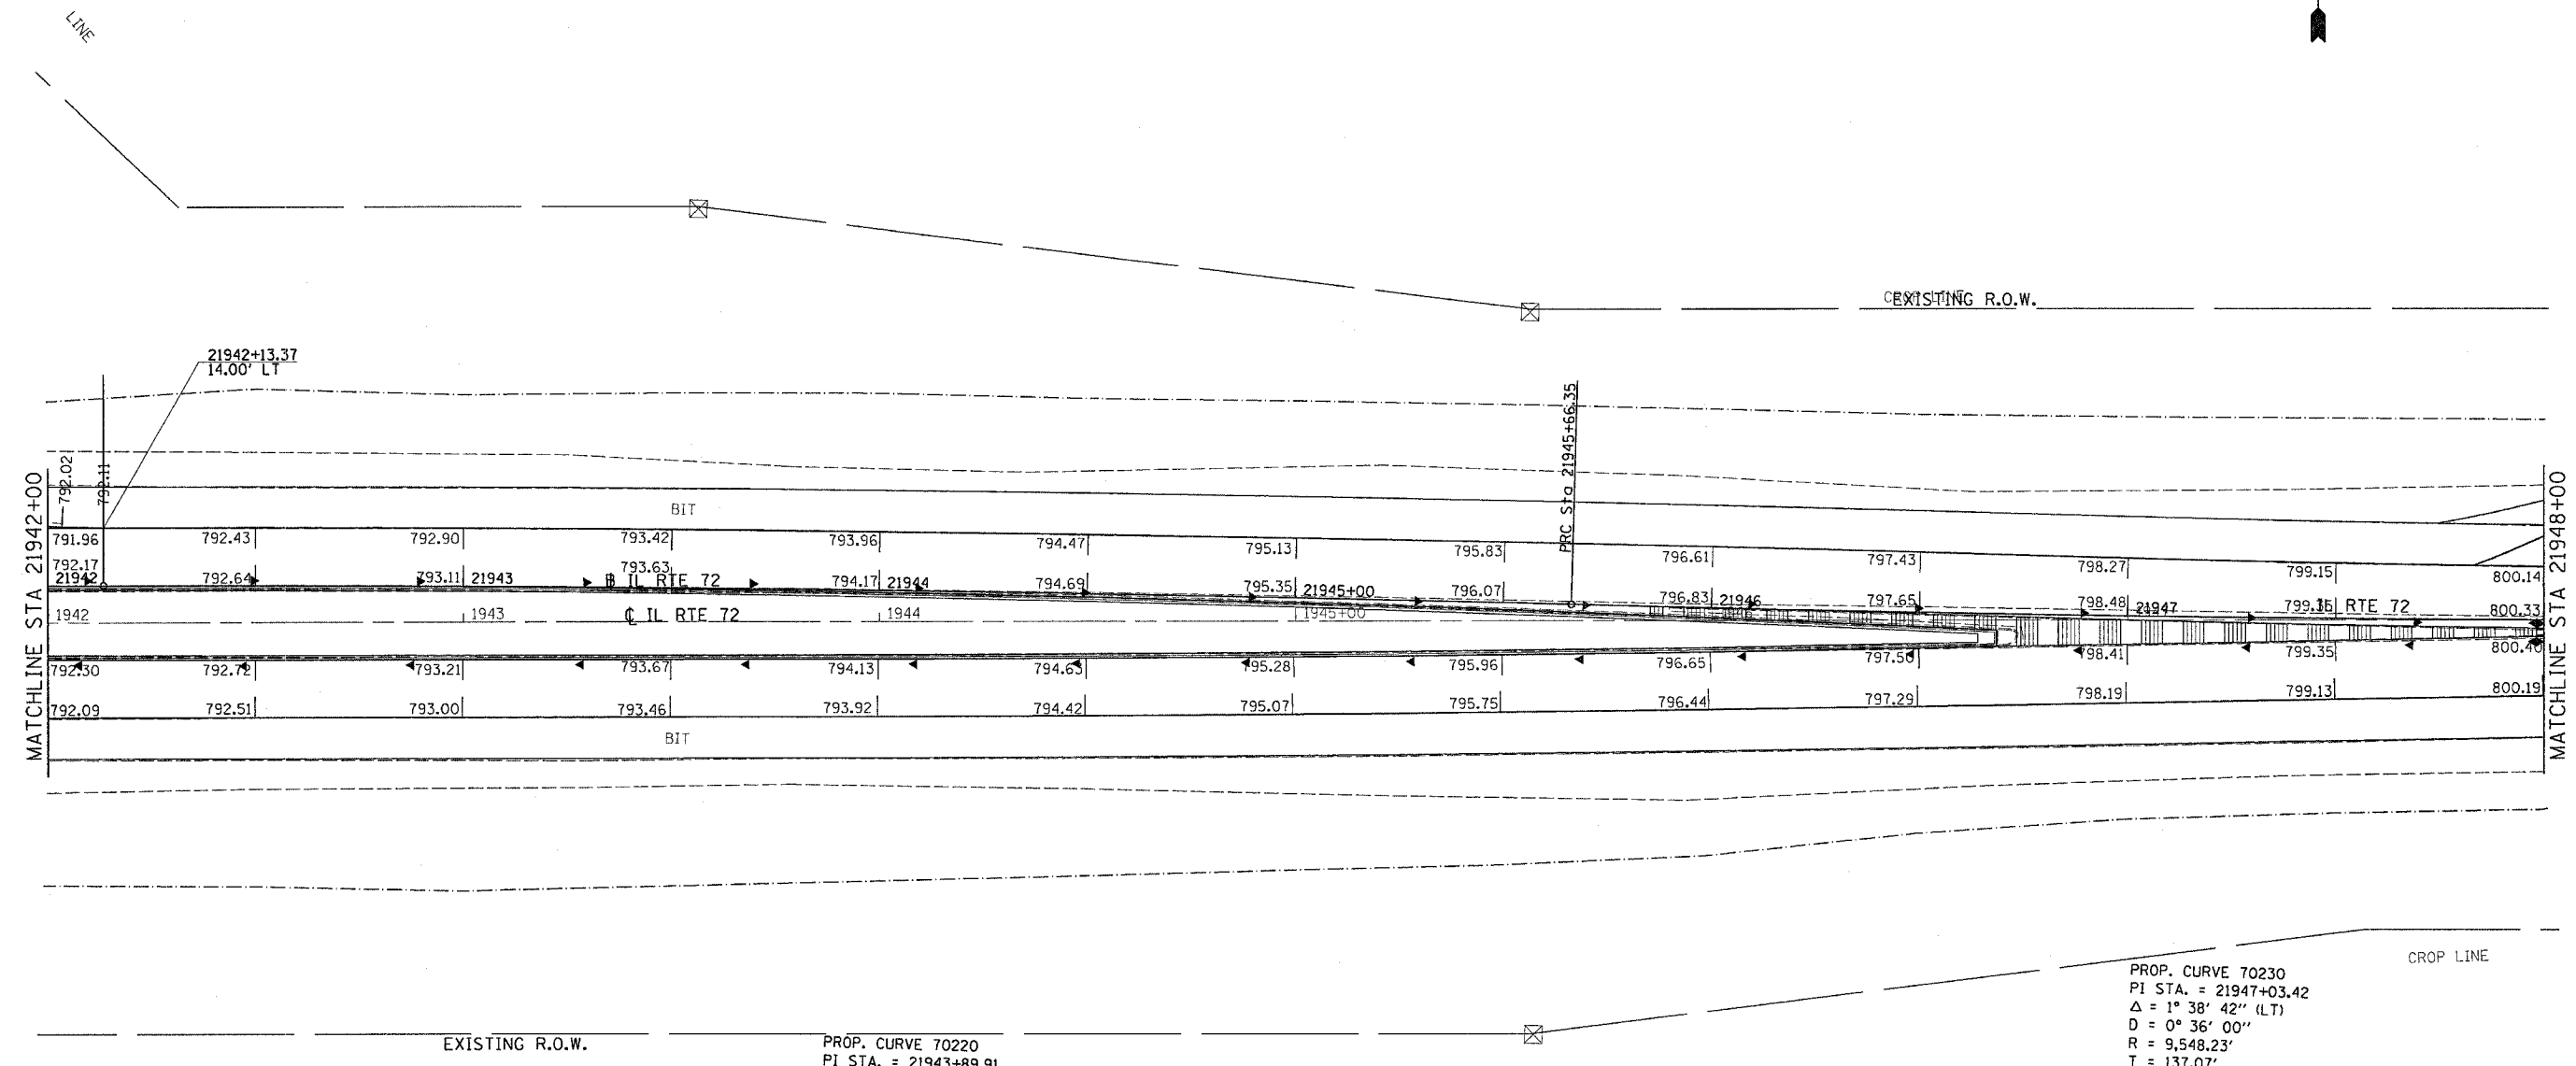 LINE
EXISTING R.O.W.
21942+13.37
14.00' LT
PRC Sta 21945+66.35
MATCHLINE STA 21942+00
MATCHLINE STA 21948+00
792.02
792.11
BIT
791.96 792.43 792.90 793.42 793.96 794.47 795.13 795.83 796.61 797.43 798.27 799.15 800.14
792.17 792.64 793.11 793.63 794.17 794.69 795.35 796.07 796.83 797.65 798.48 800.33
21942 21943 21944 21945+00 21946 21947
B IL RTE 72
IL RTE 72
1942 1943 1944 1945+00
℄ IL RTE 72
792.30 792.72 793.21 793.67 794.13 794.63 795.28 795.96 796.65 797.50 798.41 799.35 800.40
792.09 792.51 793.00 793.46 793.92 794.42 795.07 795.75 796.44 797.29 798.19 799.13 800.19
BIT
CROP LINE
EXISTING R.O.W.
PROP. CURVE 70220
PI STA. = 21943+89.91
PROP. CURVE 70230
PI STA. = 21947+03.42
Δ = 1° 38' 42" (LT)
D = 0° 36' 00"
R = 9,548.23'
T = 137.07'